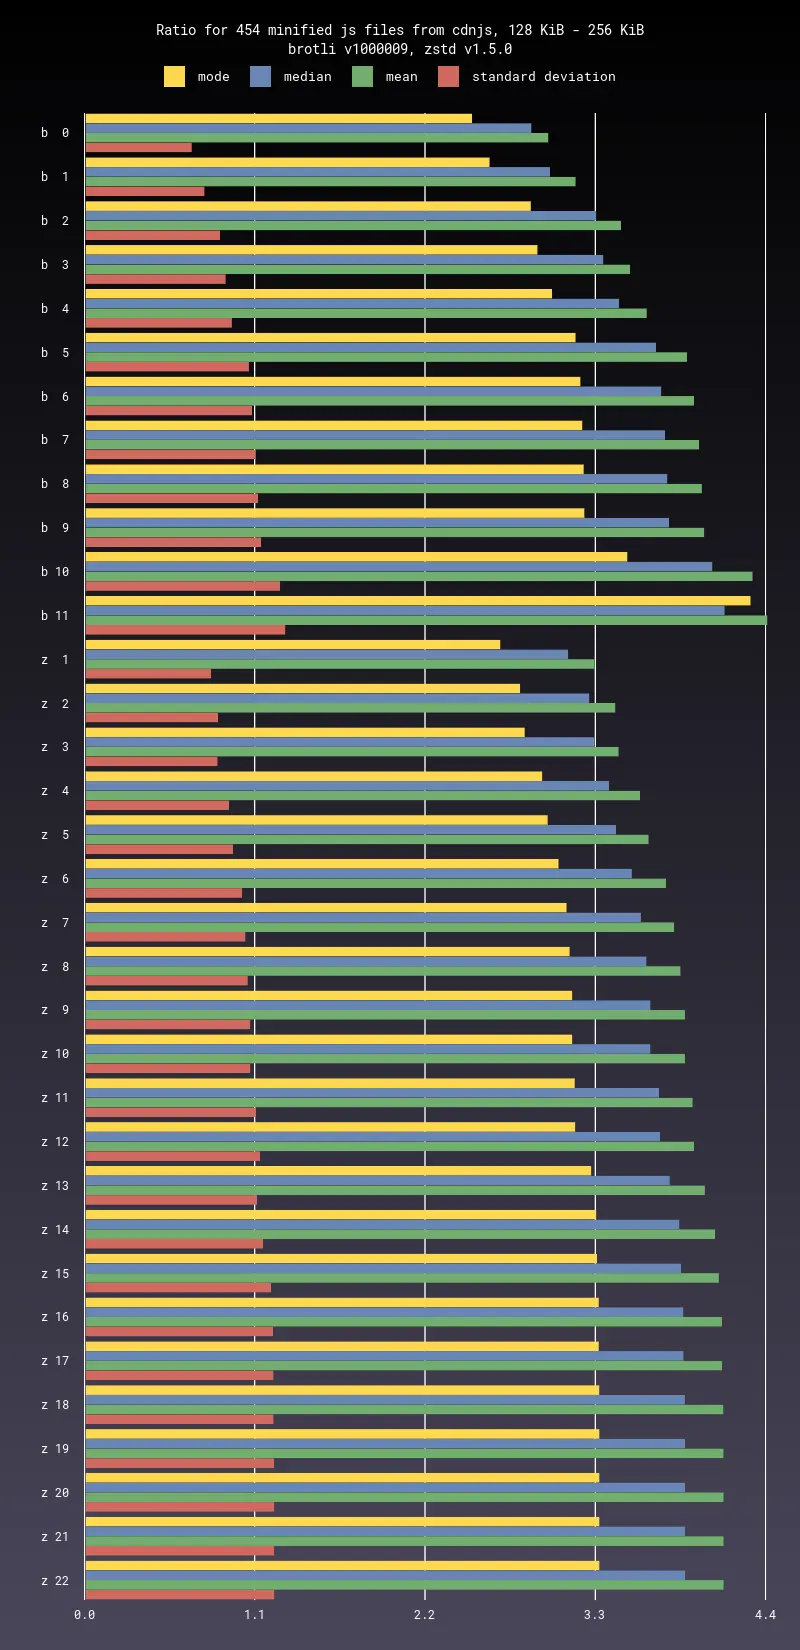 Ratio for 454 minified js files from cdnjs, 128 KiB - 256 KiB
brotli v1000009, zstd v1.5.0
mode median mean standard deviation
b 0
b 1
b 2
b 3
b 4
b 5
b 6
b 7
b 8
b 9
b 10
b 11
z 1
z 2
z 3
z 4
z 5
z 6
z 7
z 8
z 9
z 10
z 11
z 12
z 13
z 14
z 15
z 16
z 17
z 18
z 19
z 20
z 21
z 22
0.0 1.1 2.2 3.3 4.4